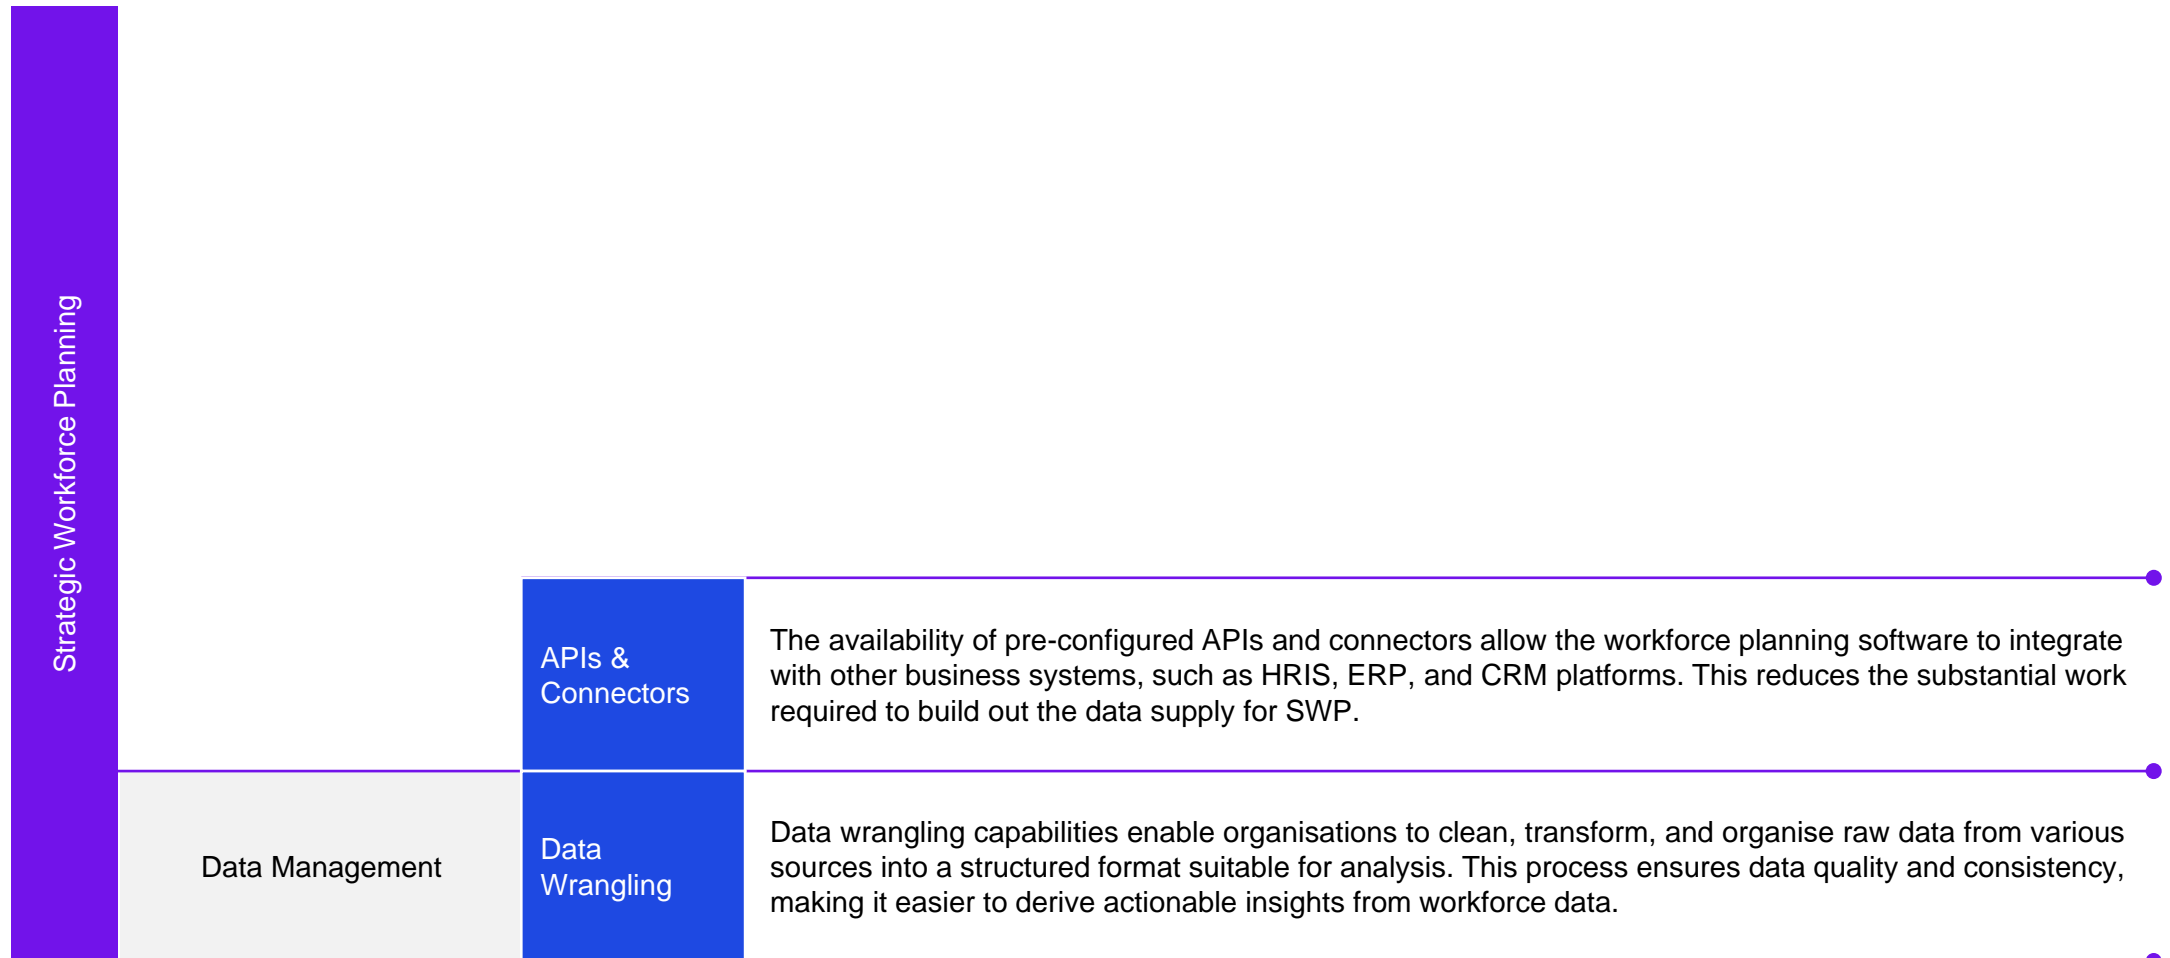 Strategic Workforce Planning
APIs &
Connectors
The availability of pre-configured APIs and connectors allow the workforce planning software to integrate
with other business systems, such as HRIS, ERP, and CRM platforms. This reduces the substantial work
required to build out the data supply for SWP.
Data Management
Data
Wrangling
Data wrangling capabilities enable organisations to clean, transform, and organise raw data from various
sources into a structured format suitable for analysis. This process ensures data quality and consistency,
making it easier to derive actionable insights from workforce data.